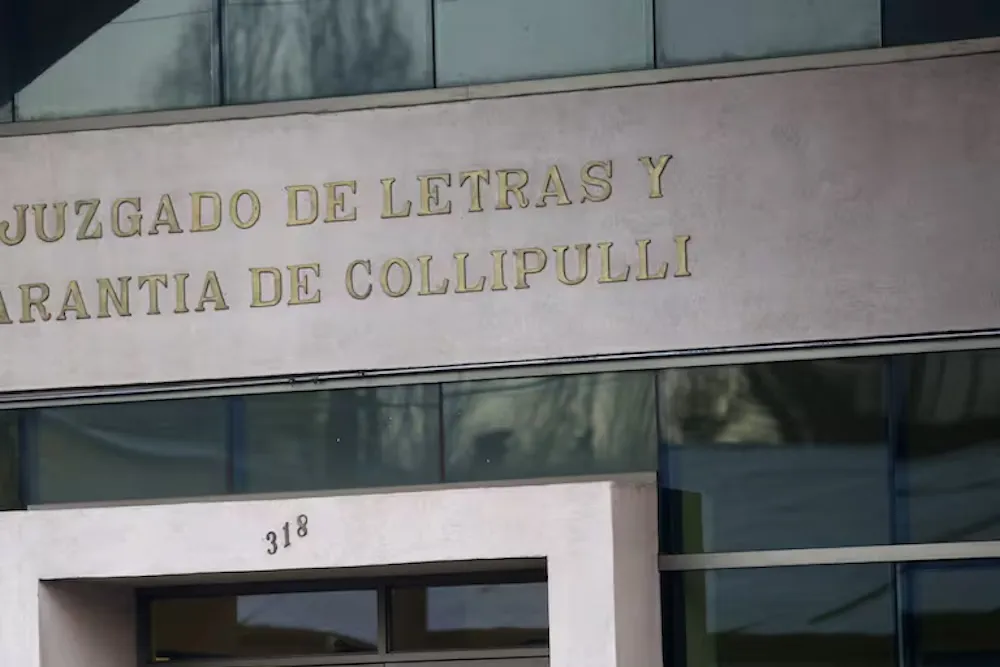 JUZGADO DE LETRAS Y
ARANTIA DE COLLIPULLI
318